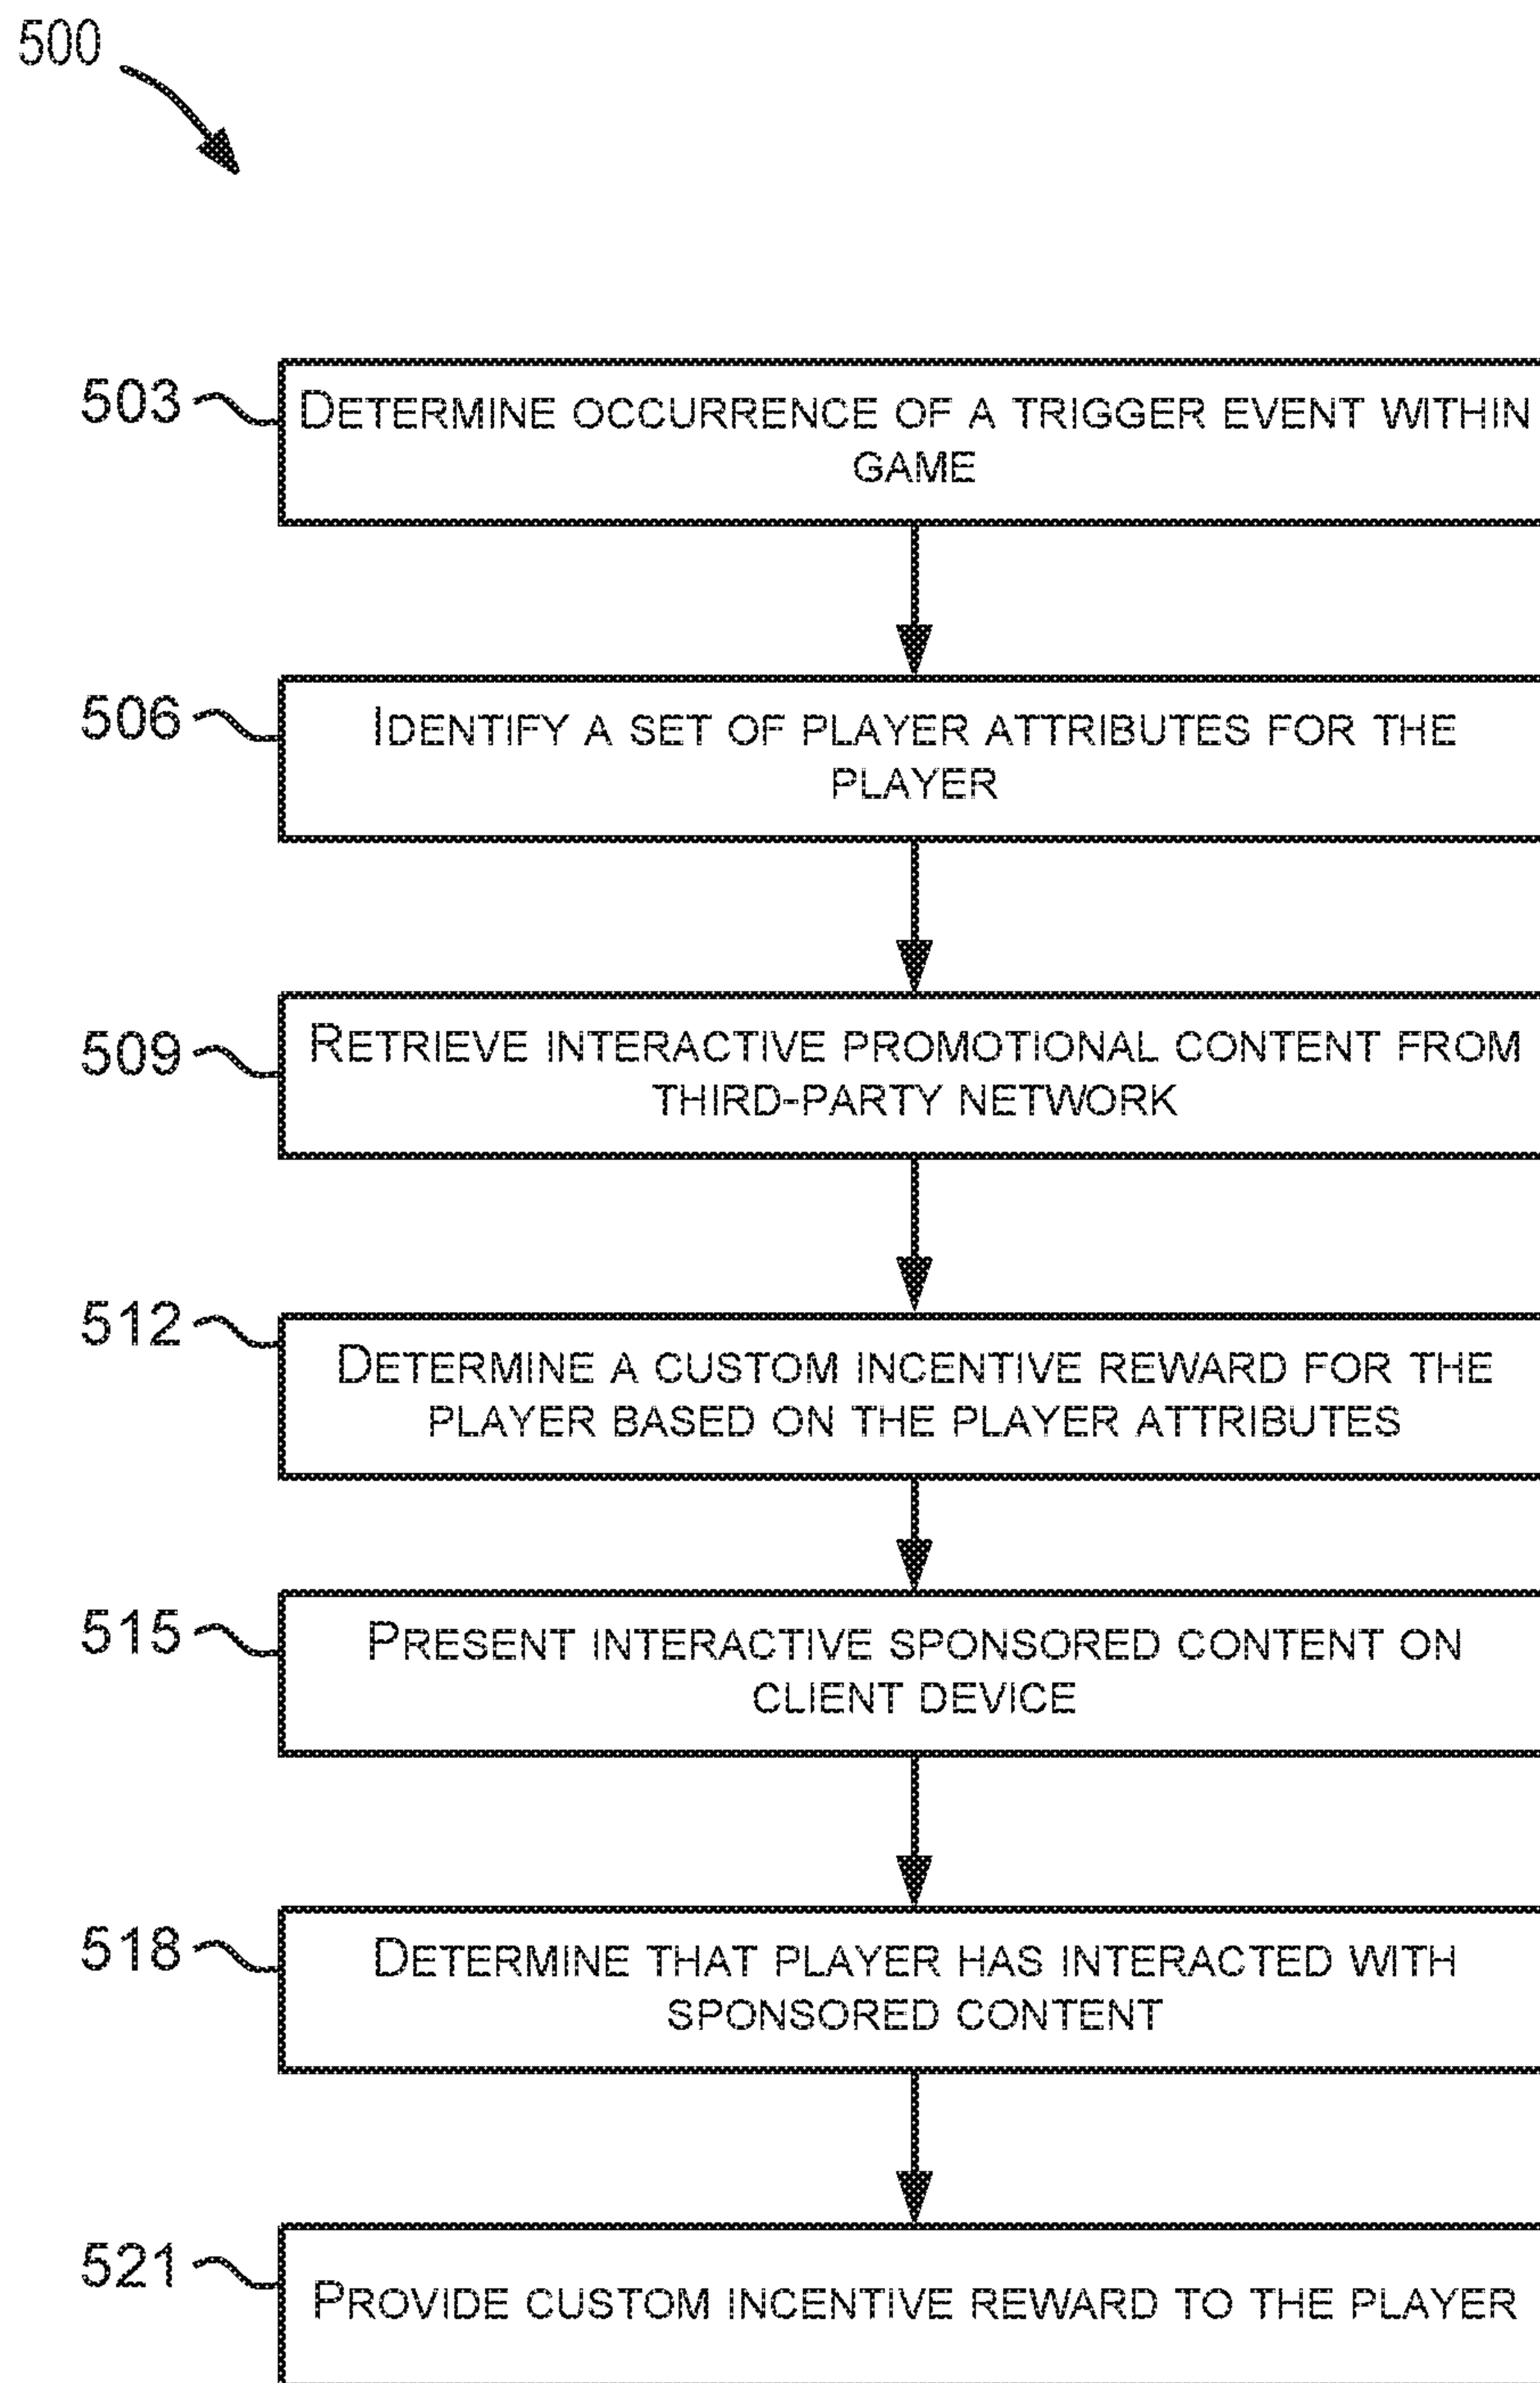 500
503
DETERMINE OCCURRENCE OF A TRIGGER EVENT WITHIN
GAME
506
IDENTIFY A SET OF PLAYER ATTRIBUTES FOR THE
PLAYER
509
RETRIEVE INTERACTIVE PROMOTIONAL CONTENT FROM
THIRD-PARTY NETWORK
512
DETERMINE A CUSTOM INCENTIVE REWARD FOR THE
PLAYER BASED ON THE PLAYER ATTRIBUTES
515
PRESENT INTERACTIVE SPONSORED CONTENT ON
CLIENT DEVICE
518
DETERMINE THAT PLAYER HAS INTERACTED WITH
SPONSORED CONTENT
521
PROVIDE CUSTOM INCENTIVE REWARD TO THE PLAYER